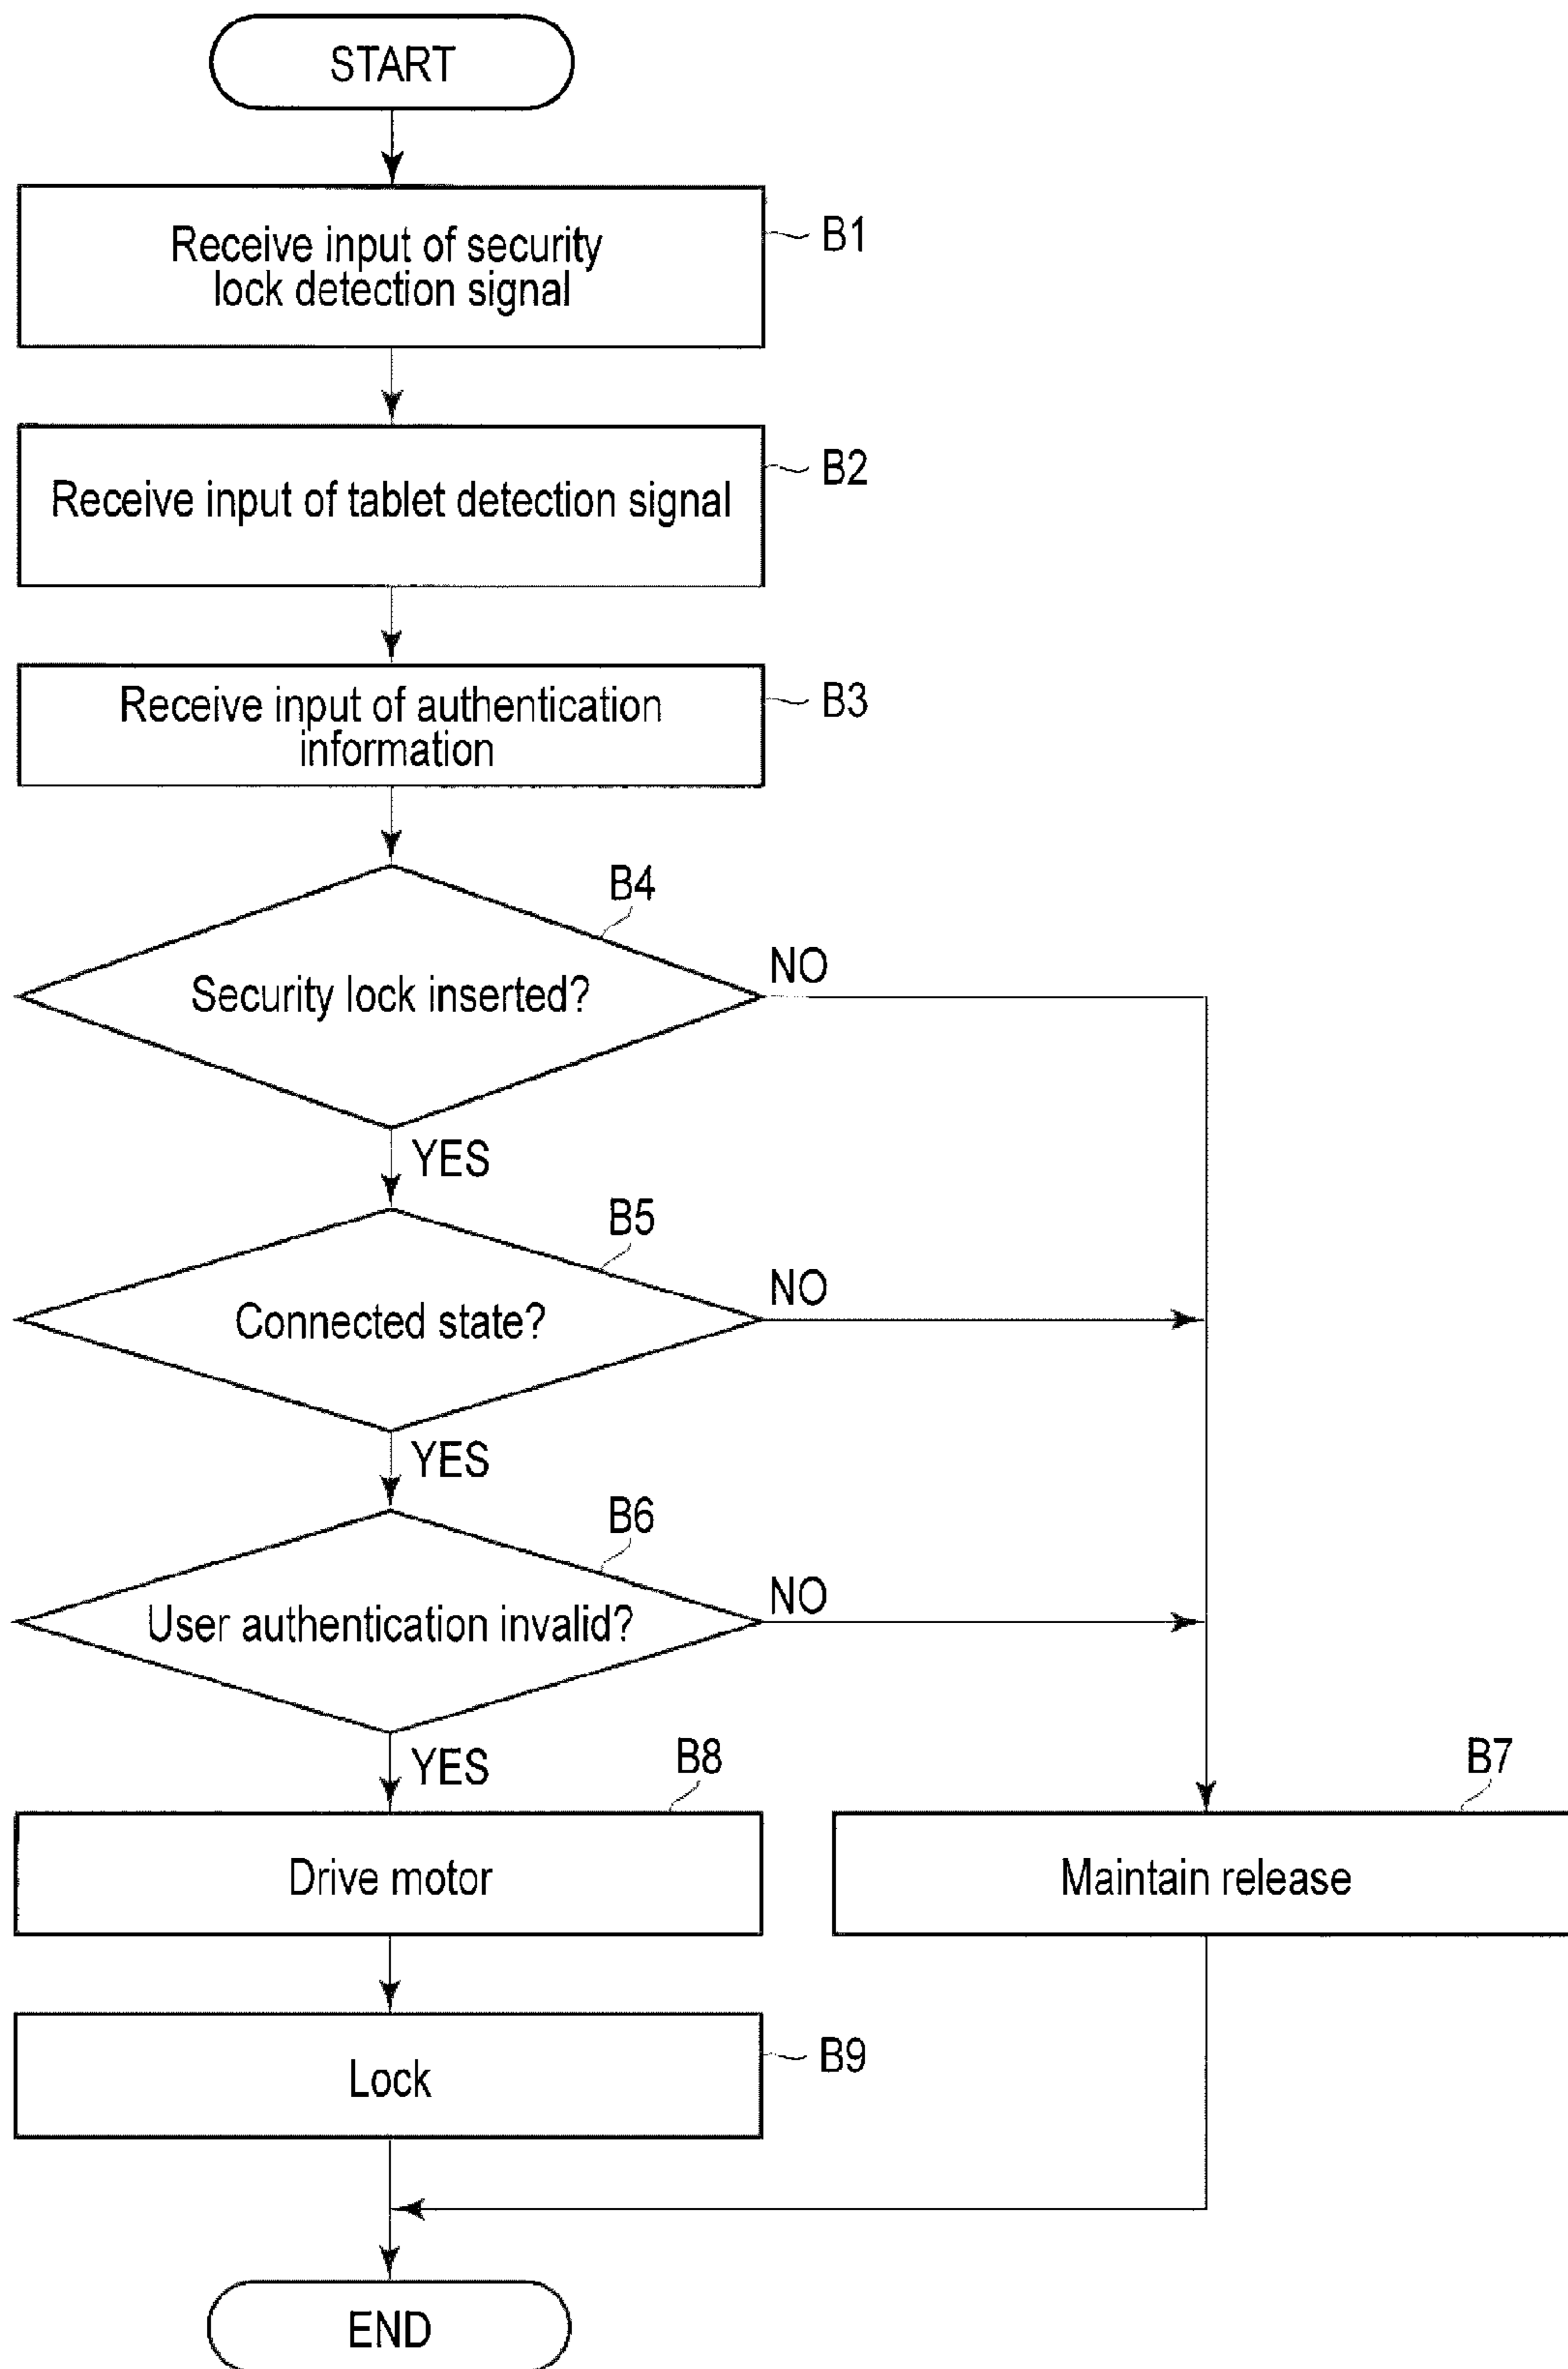 START
Receive input of security
lock detection signal
B1
Receive input of tablet detection signal
B2
Receive input of authentication
information
B3
B4
Security lock inserted?
NO
YES
B5
Connected state?
NO
YES
B6
User authentication invalid?
NO
YES
B8
B7
Drive motor
Maintain release
Lock
B9
END